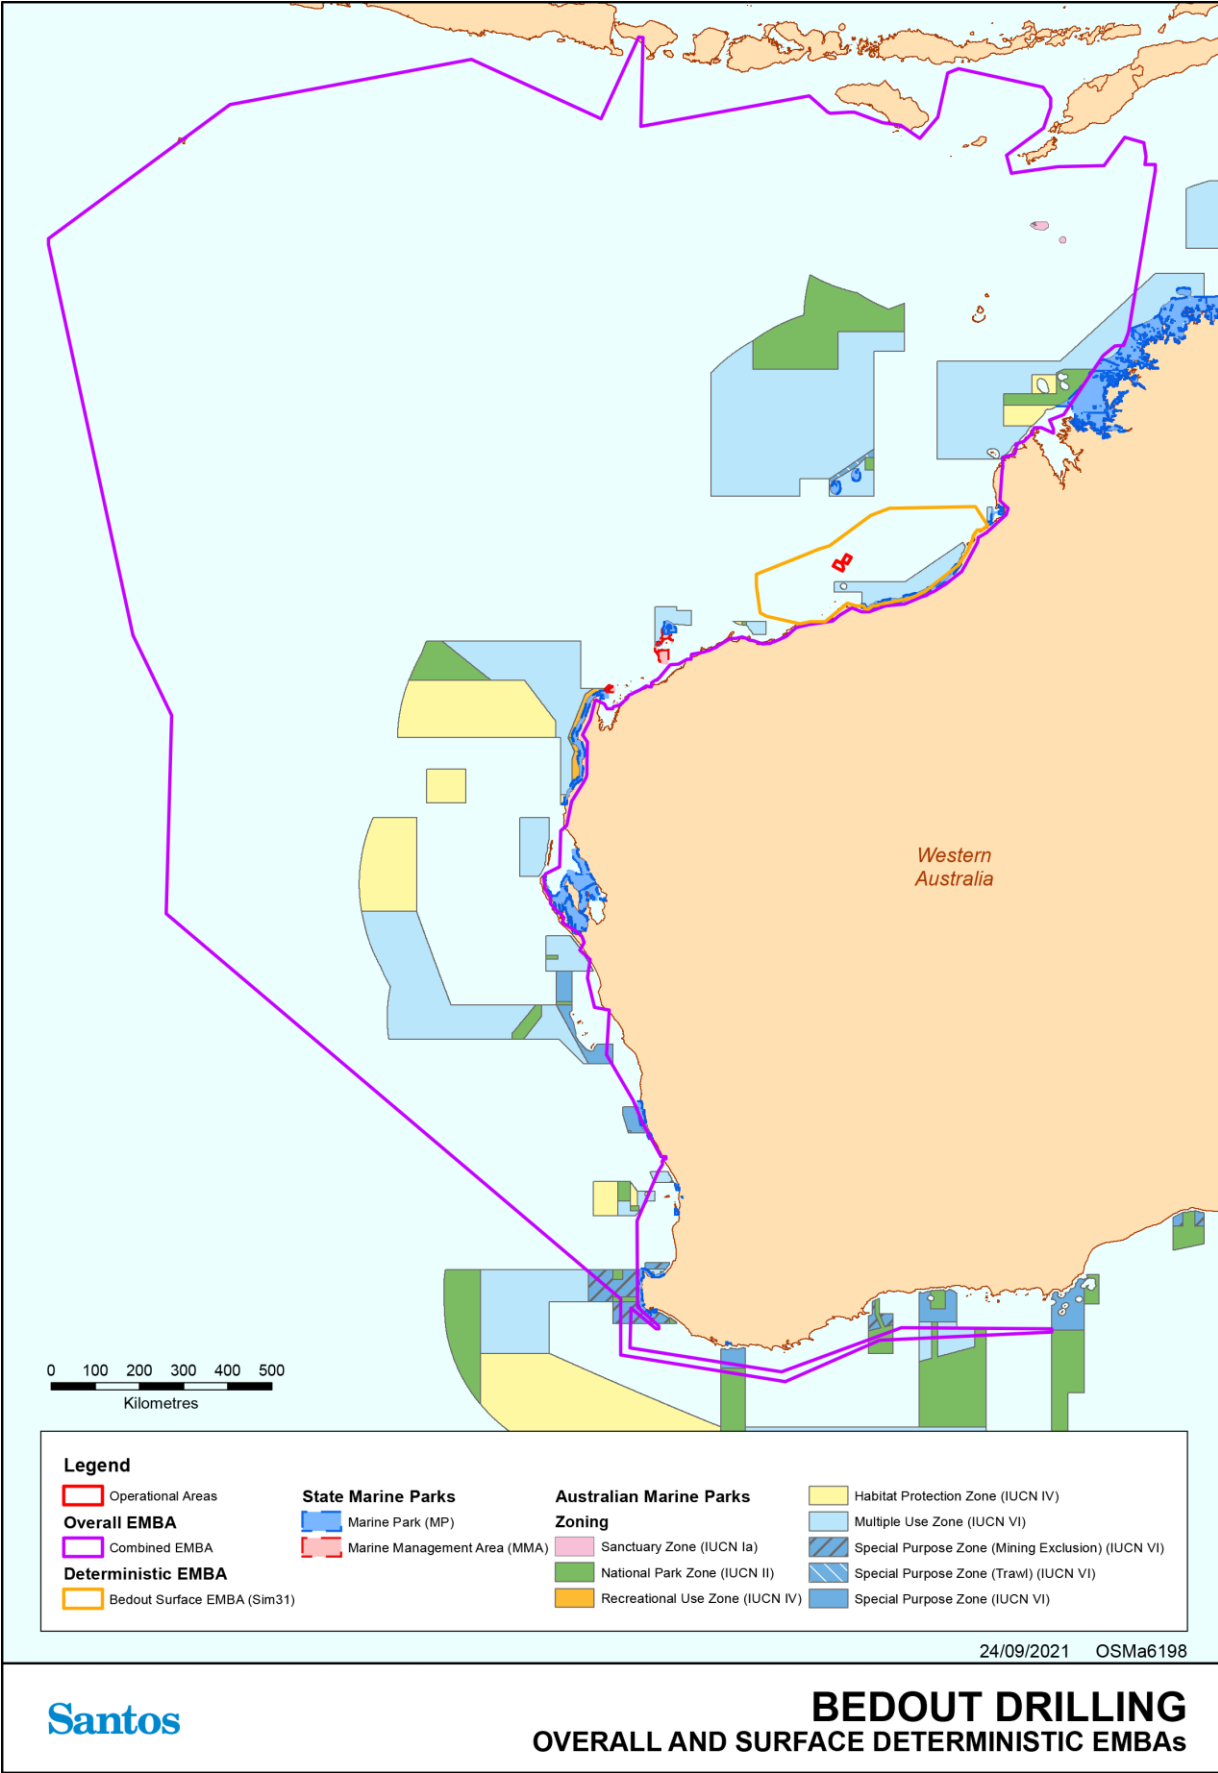 Western
Australia
0 100 200 300 400 500
Kilometres
Legend
Operational Areas
Overall EMBA
Combined EMBA
Deterministic EMBA
Bedout Surface EMBA (Sim31)
State Marine Parks
Marine Park (MP)
Marine Management Area (MMA)
Australian Marine Parks
Zoning
Sanctuary Zone (IUCN Ia)
National Park Zone (IUCN II)
Recreational Use Zone (IUCN IV)
Habitat Protection Zone (IUCN IV)
Multiple Use Zone (IUCN VI)
Special Purpose Zone (Mining Exclusion) (IUCN VI)
Special Purpose Zone (Trawl) (IUCN VI)
Special Purpose Zone (IUCN VI)
24/09/2021 OSMa6198
Santos
BEDOUT DRILLING
OVERALL AND SURFACE DETERMINISTIC EMBAs